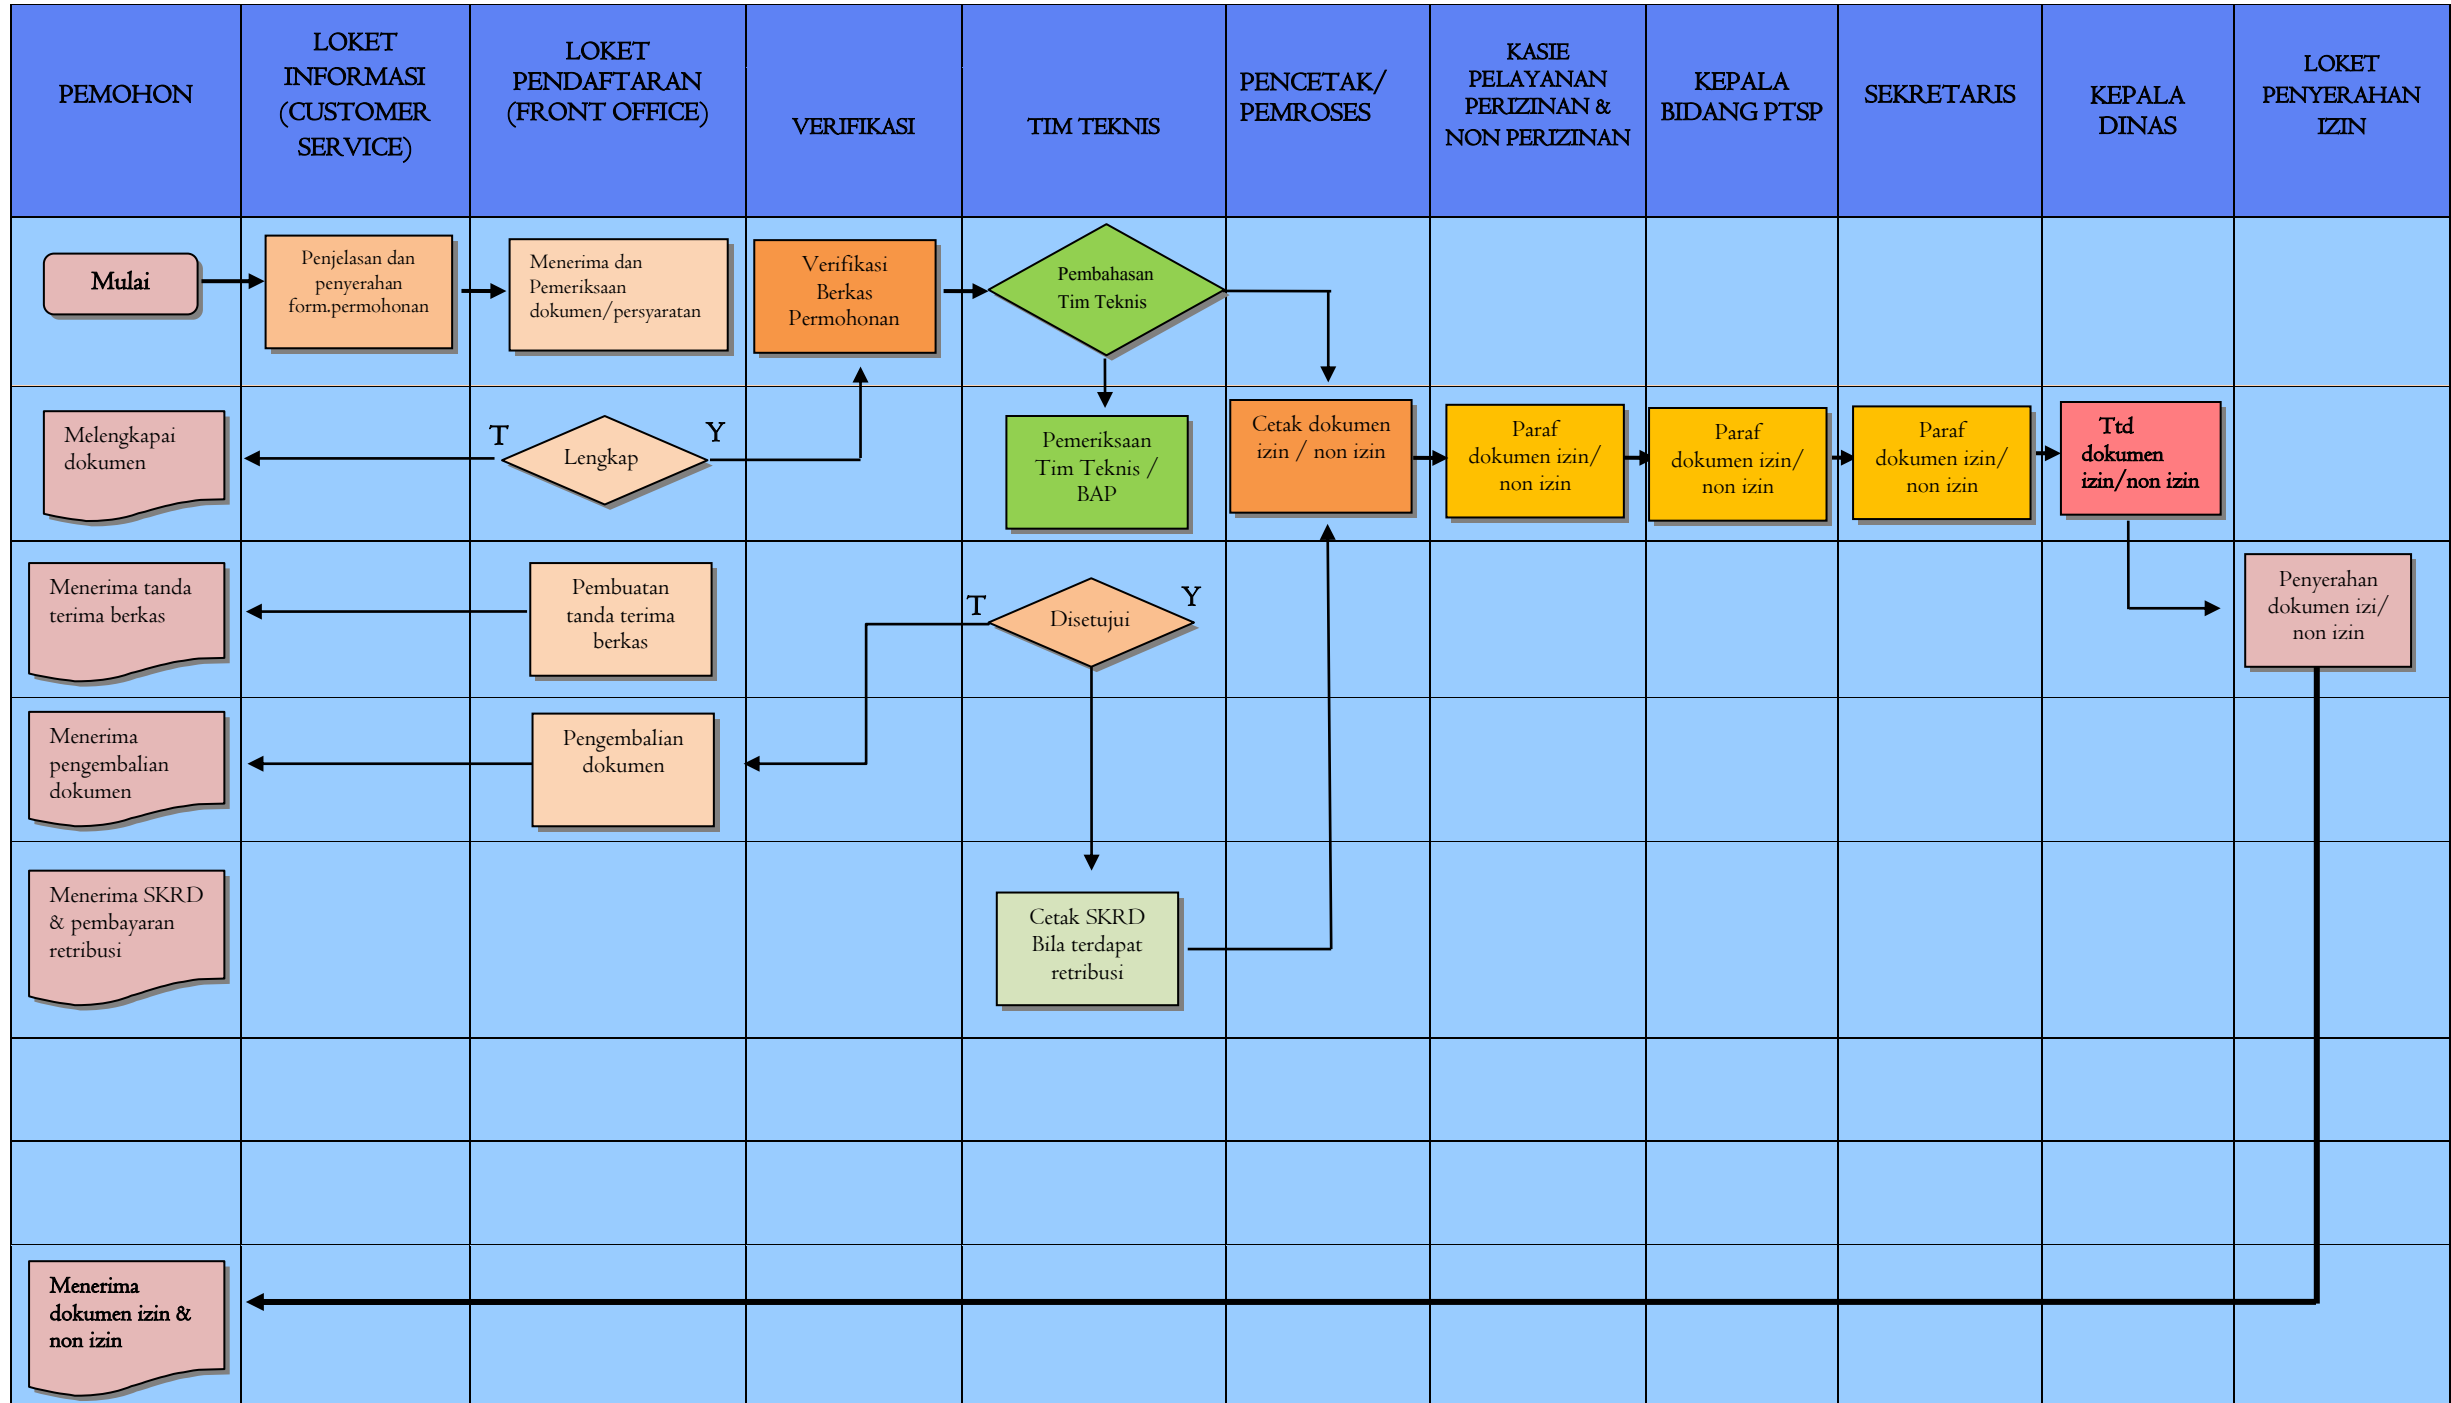 PEMOHON
LOKET
INFORMASI
(CUSTOMER
SERVICE)
LOKET
PENDAFTARAN
(FRONT OFFICE)
VERIFIKASI
TIM TEKNIS
PENCETAK/
PEMROSES
KASIE
PELAYANAN
PERIZINAN &
NON PERIZINAN
KEPALA
BIDANG PTSP
SEKRETARIS
KEPALA
DINAS
LOKET
PENYERAHAN
IZIN
Mulai
Penjelasan dan
penyerahan
form.permohonan
Menerima dan
Pemeriksaan
dokumen/persyaratan
Verifikasi
Berkas
Permohonan
Pembahasan
Tim Teknis
Melengkapai
dokumen
T
Lengkap
Y
Pemeriksaan
Tim Teknis /
BAP
Cetak dokumen
izin / non izin
Paraf
dokumen izin/
non izin
Paraf
dokumen izin/
non izin
Paraf
dokumen izin/
non izin
Ttd
dokumen
izin/non izin
Menerima tanda
terima berkas
Pembuatan
tanda terima
berkas
T
Disetujui
Y
Penyerahan
dokumen izi/
non izin
Menerima
pengembalian
dokumen
Pengembalian
dokumen
Menerima SKRD
& pembayaran
retribusi
Cetak SKRD
Bila terdapat
retribusi
Menerima
dokumen izin &
non izin